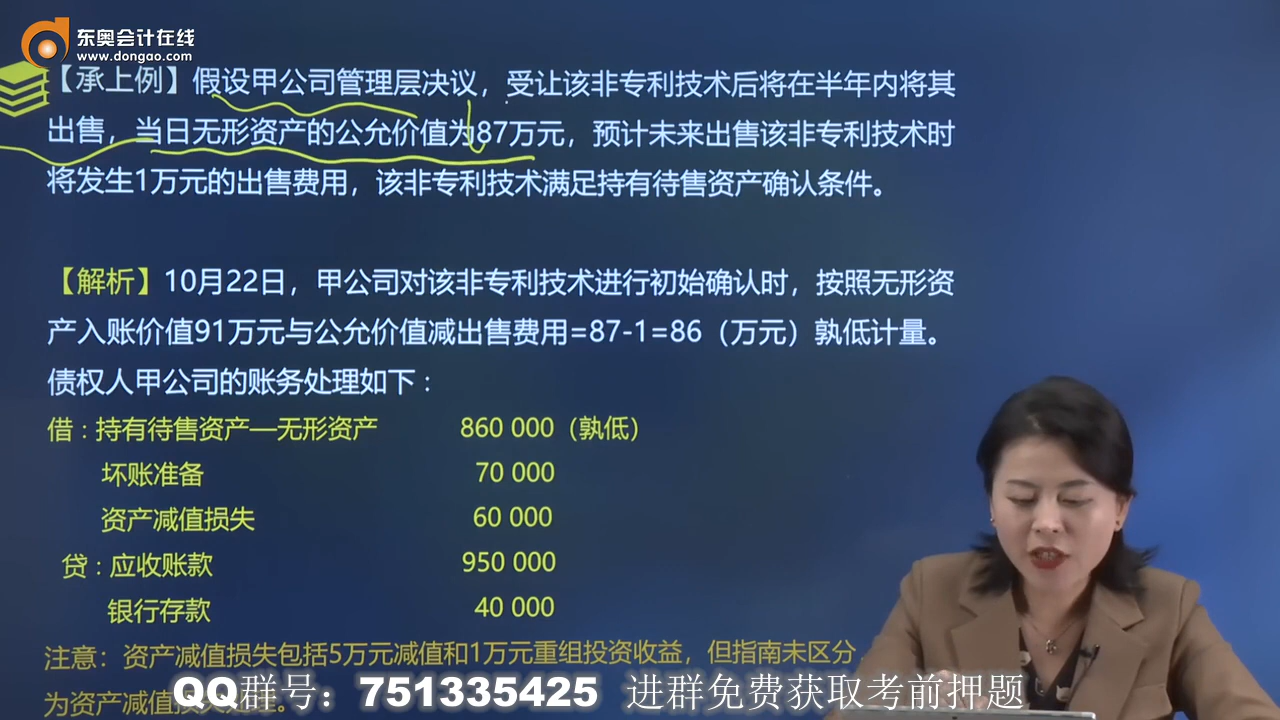 东奥会计在线
www.dongao.com
【承上例】假设甲公司管理层决议，受让该非专利技术后将在半年内将其
出售，当日无形资产的公允价值为87万元，预计未来出售该非专利技术时
将发生1万元的出售费用，该非专利技术满足持有待售资产确认条件。
【解析】10月22日，甲公司对该非专利技术进行初始确认时，按照无形资
产入账价值91万元与公允价值减出售费用=87-1=86（万元）孰低计量。
债权人甲公司的账务处理如下：
借：持有待售资产—无形资产 860 000（孰低）
坏账准备 70 000
资产减值损失 60 000
贷：应收账款 950 000
银行存款 40 000
注意：资产减值损失包括5万元减值和1万元重组投资收益，但指南未区分
为资产减值
QQ群号：751335425 进群免费获取考前押题